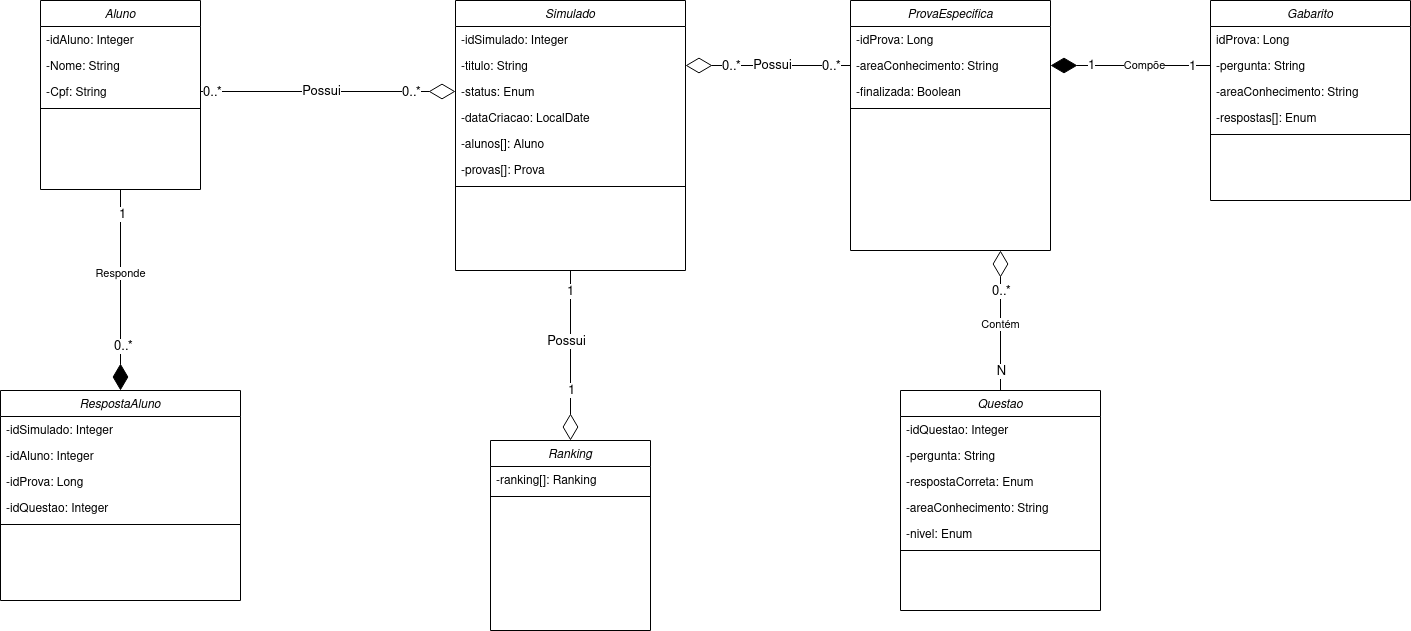 Aluno
-idAluno: Integer
-Nome: String
-Cpf: String
0..*
Possui
0..*
Simulado
-idSimulado: Integer
-titulo: String
-status: Enum
-dataCriacao: LocalDate
-alunos[]: Aluno
-provas[]: Prova
0..*
Possui
0..*
ProvaEspecifica
-idProva: Long
-areaConhecimento: String
-finalizada: Boolean
1
Compõe
1
Gabarito
idProva: Long
-pergunta: String
-areaConhecimento: String
-respostas[]: Enum
1
Responde
0..*
1
Possui
1
0..*
Contém
N
RespostaAluno
-idSimulado: Integer
-idAluno: Integer
-idProva: Long
-idQuestao: Integer
Ranking
-ranking[]: Ranking
Questao
-idQuestao: Integer
-pergunta: String
-respostaCorreta: Enum
-areaConhecimento: String
-nivel: Enum